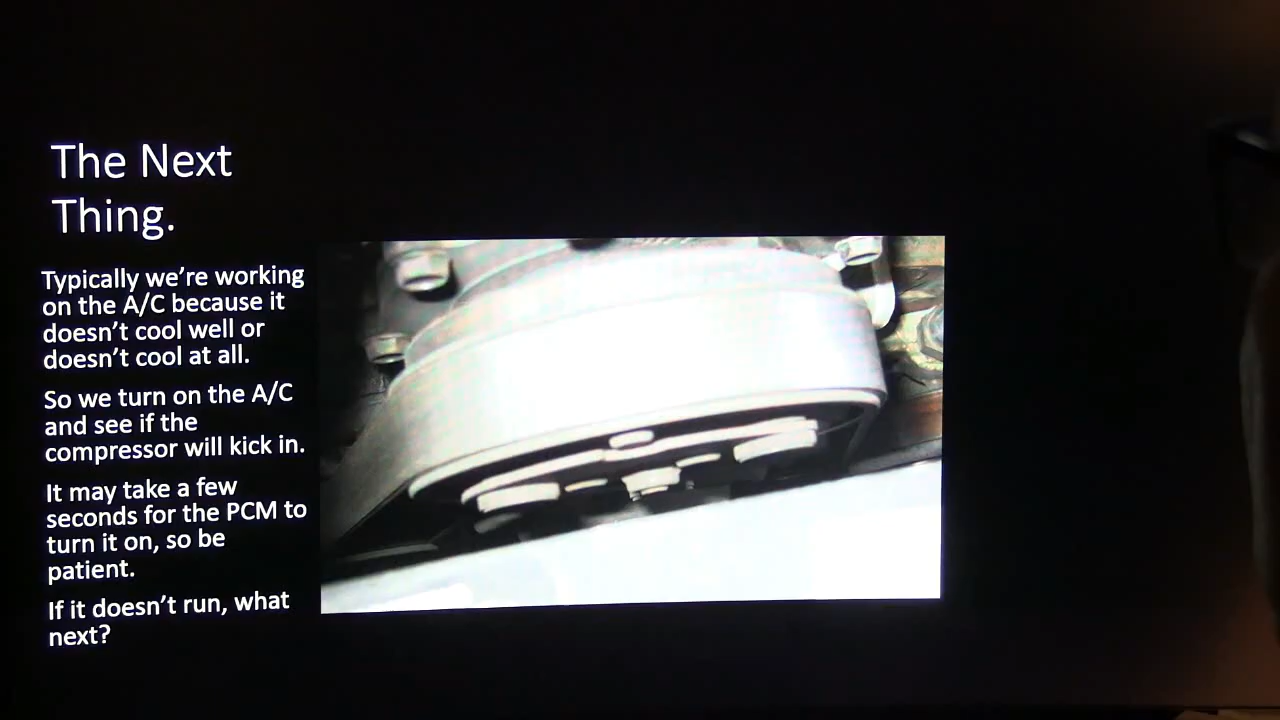 The Next
Thing.
Typically we're working
on the A/C because it
doesn't cool well or
doesn't cool at all.
So we turn on the A/C
and see if the
compressor will kick in.
It may take a few
seconds for the PCM to
turn it on, so be
patient.
If it doesn't run, what
next?